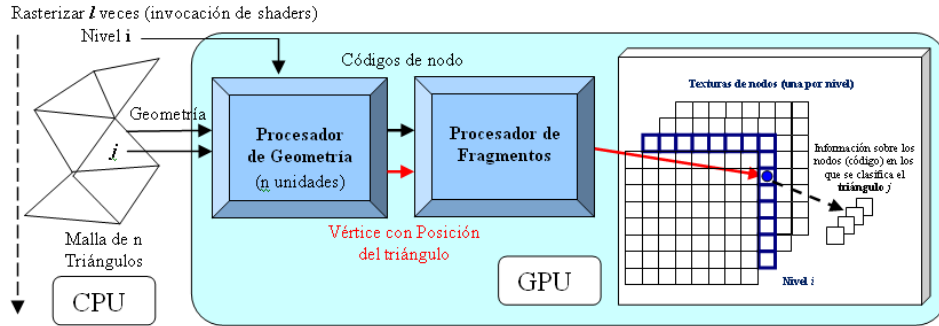 Rasterizar l veces (invocación de shaders)
Nivel i
Códigos de nodo
Geometría
j
Procesador
de Geometría
(n unidades)
Procesador de
Fragmentos
Texturas de nodos (una por nivel)
Información sobre los
nodos (código) en los
que se clasifica el
triángulo j
Nivel i
Vértice con Posición
del triángulo
Malla de n
Triángulos
CPU
GPU